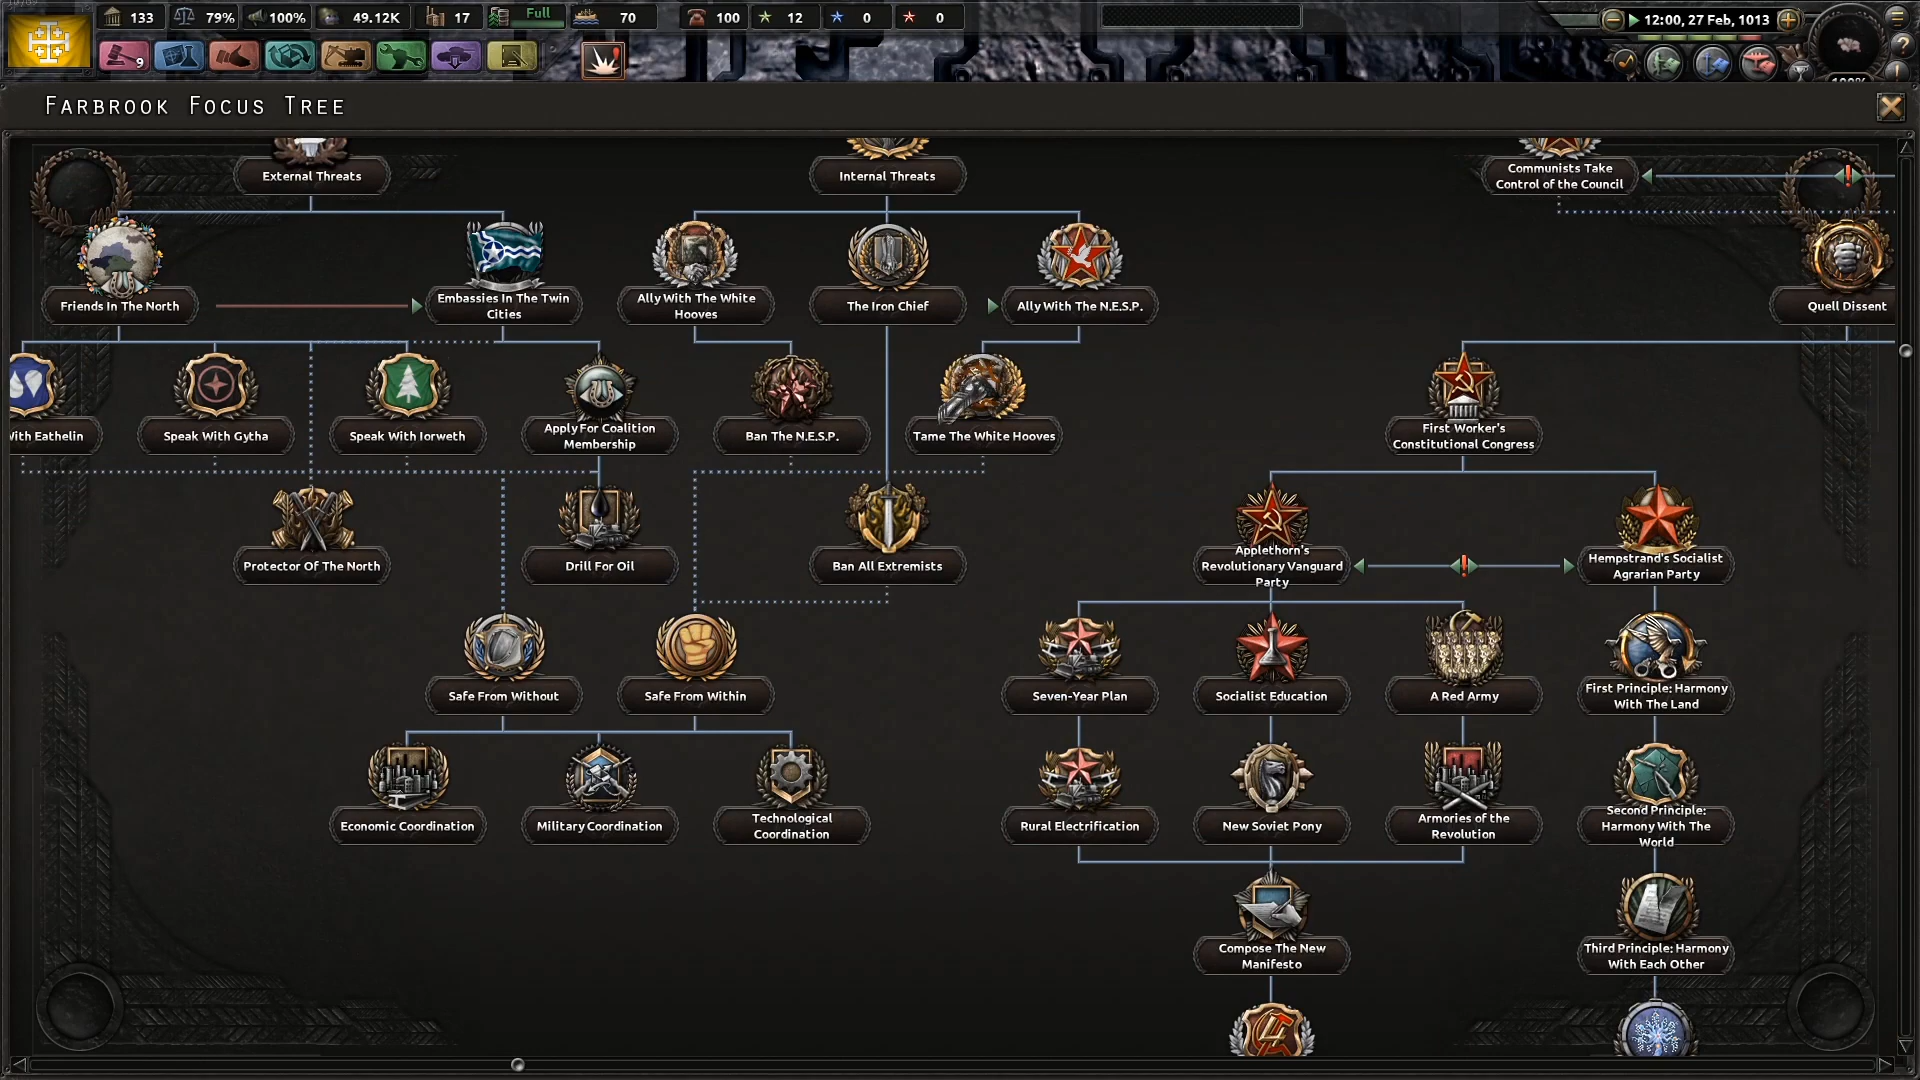 133
79%
100%
49.12K
17
Full
70
100
12
0
0
12:00, 27 Feb, 1013
9
Farbrook Focus Tree
External Threats
Internal Threats
Communists Take
Control of the Council
Friends In The North
Embassies In The Twin
Cities
Ally With The White
Hooves
The Iron Chief
Ally With The N.E.S.P.
Quell Dissent
With Eathelin
Speak With Gytha
Speak With Iorweth
Apply For Coalition
Membership
Ban The N.E.S.P.
Tame The White Hooves
First Worker's
Constitutional Congress
Protector Of The North
Drill For Oil
Ban All Extremists
Applethorn's
Revolutionary Vanguard
Party
Hempstrand's Socialist
Agrarian Party
Safe From Without
Safe From Within
Seven-Year Plan
Socialist Education
A Red Army
First Principle: Harmony
With The Land
Economic Coordination
Military Coordination
Technological
Coordination
Rural Electrification
New Soviet Pony
Armories of the
Revolution
Second Principle:
Harmony With The
World
Compose The New
Manifesto
Third Principle: Harmony
With Each Other